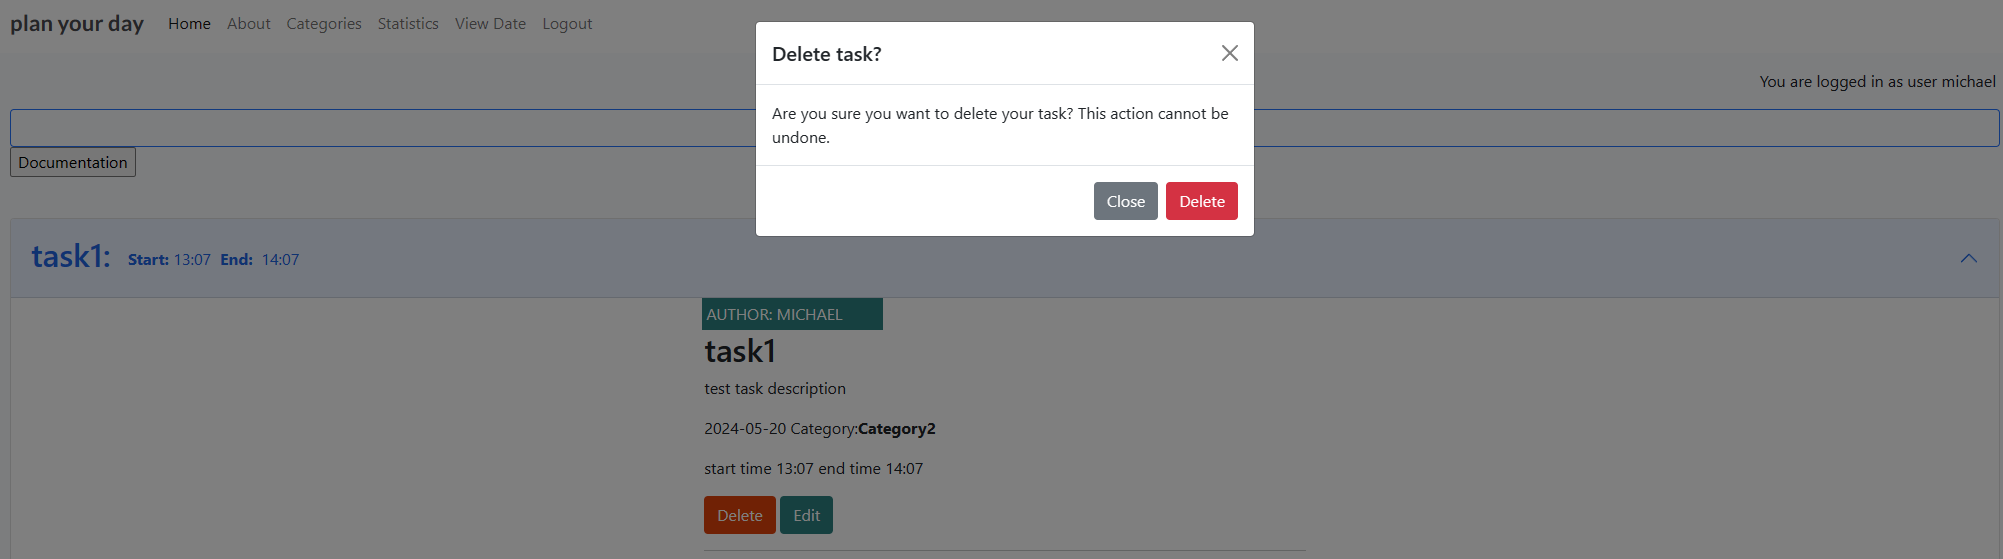 plan your day Home About Categories Statistics View Date Logout
Delete task?
You are logged in as user michael
Are you sure you want to delete your task? This action cannot be
undone.
Documentation
Close Delete
task1: Start: 13:07 End: 14:07
AUTHOR: MICHAEL
task1
test task description
2024-05-20 Category:Category2
start time 13:07 end time 14:07
Delete Edit